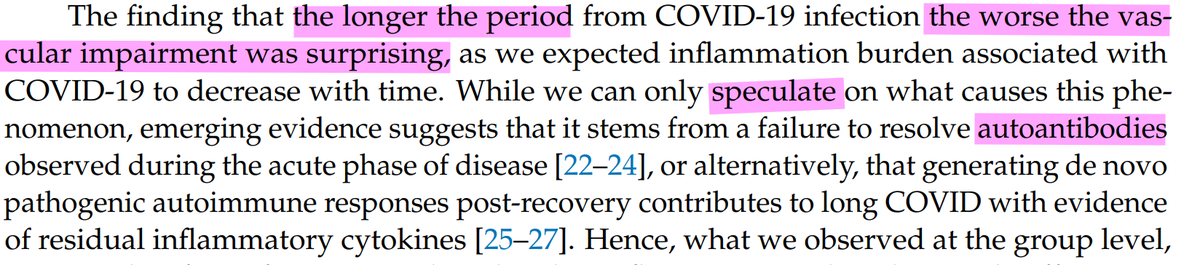 The finding that the longer the period from COVID-19 infection the worse the vas-
cular impairment was surprising, as we expected inflammation burden associated with
COVID-19 to decrease with time. While we can only speculate on what causes this phe-
nomenon, emerging evidence suggests that it stems from a failure to resolve autoantibodies
observed during the acute phase of disease [22–24], or alternatively, that generating de novo
pathogenic autoimmune responses post-recovery contributes to long COVID with evidence
of residual inflammatory cytokines [25–27]. Hence, what we observed at the group level,